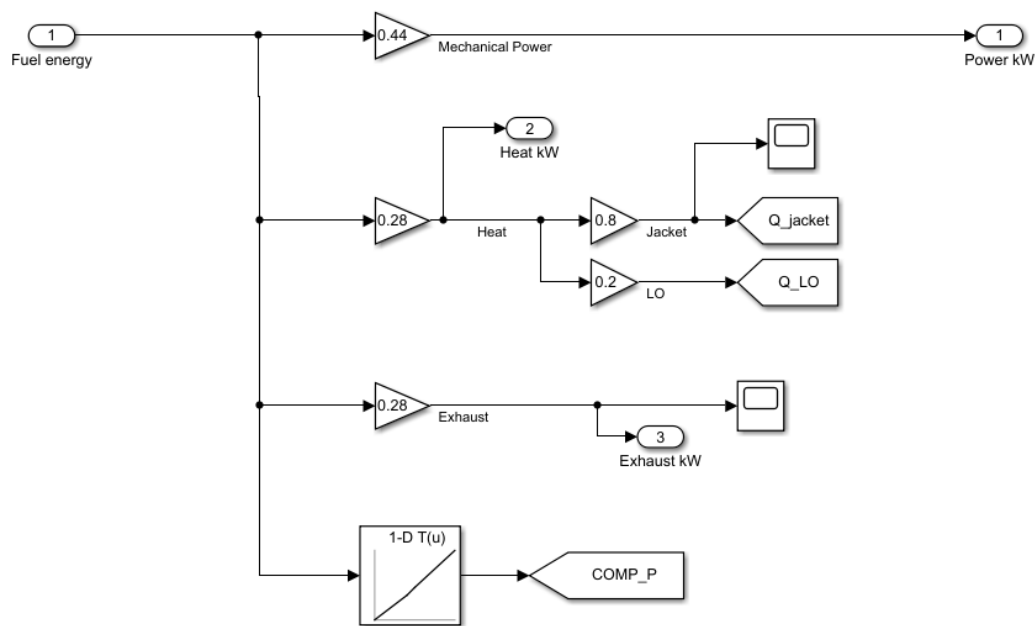 1
Fuel energy
0.44
Mechanical Power
1
Power kW
2
Heat kW
0.28
Heat
0.8
Jacket
Q_jacket
0.2
LO
Q_LO
0.28
Exhaust
3
Exhaust kW
1-D T(u)
COMP_P